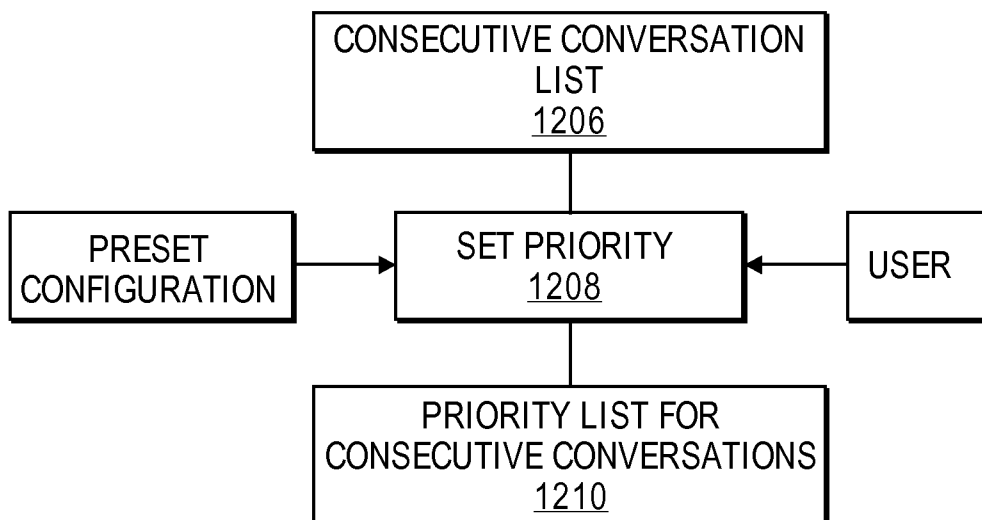 CONSECUTIVE CONVERSATION
LIST
1206
PRESET
CONFIGURATION
SET PRIORITY
1208
USER
PRIORITY LIST FOR
CONSECUTIVE CONVERSATIONS
1210